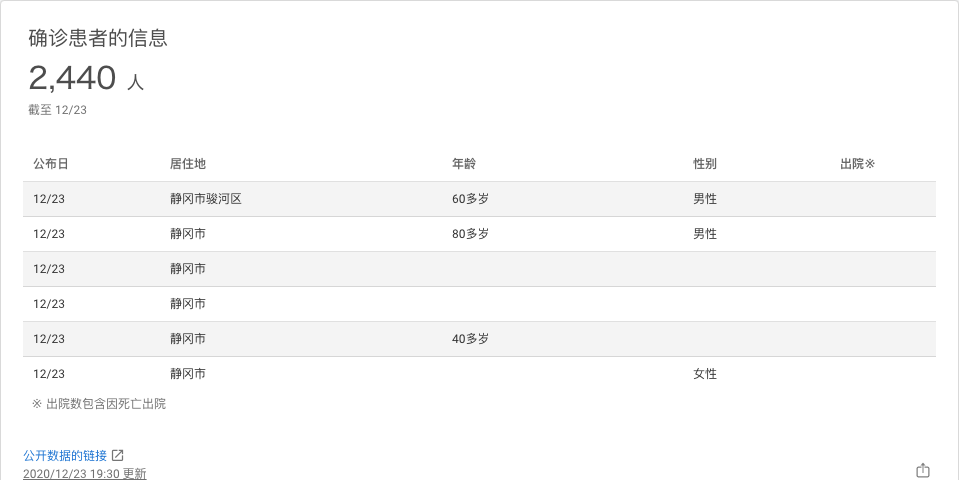 确诊患者的信息
2,440 人
截至 12/23
公布日 居住地 年龄 性别 出院※
12/23 静冈市骏河区 60多岁 男性
12/23 静冈市 80多岁 男性
12/23 静冈市
12/23 静冈市
12/23 静冈市 40多岁
12/23 静冈市 女性
※ 出院数包含因死亡出院
公开数据的链接
2020/12/23 19:30 更新